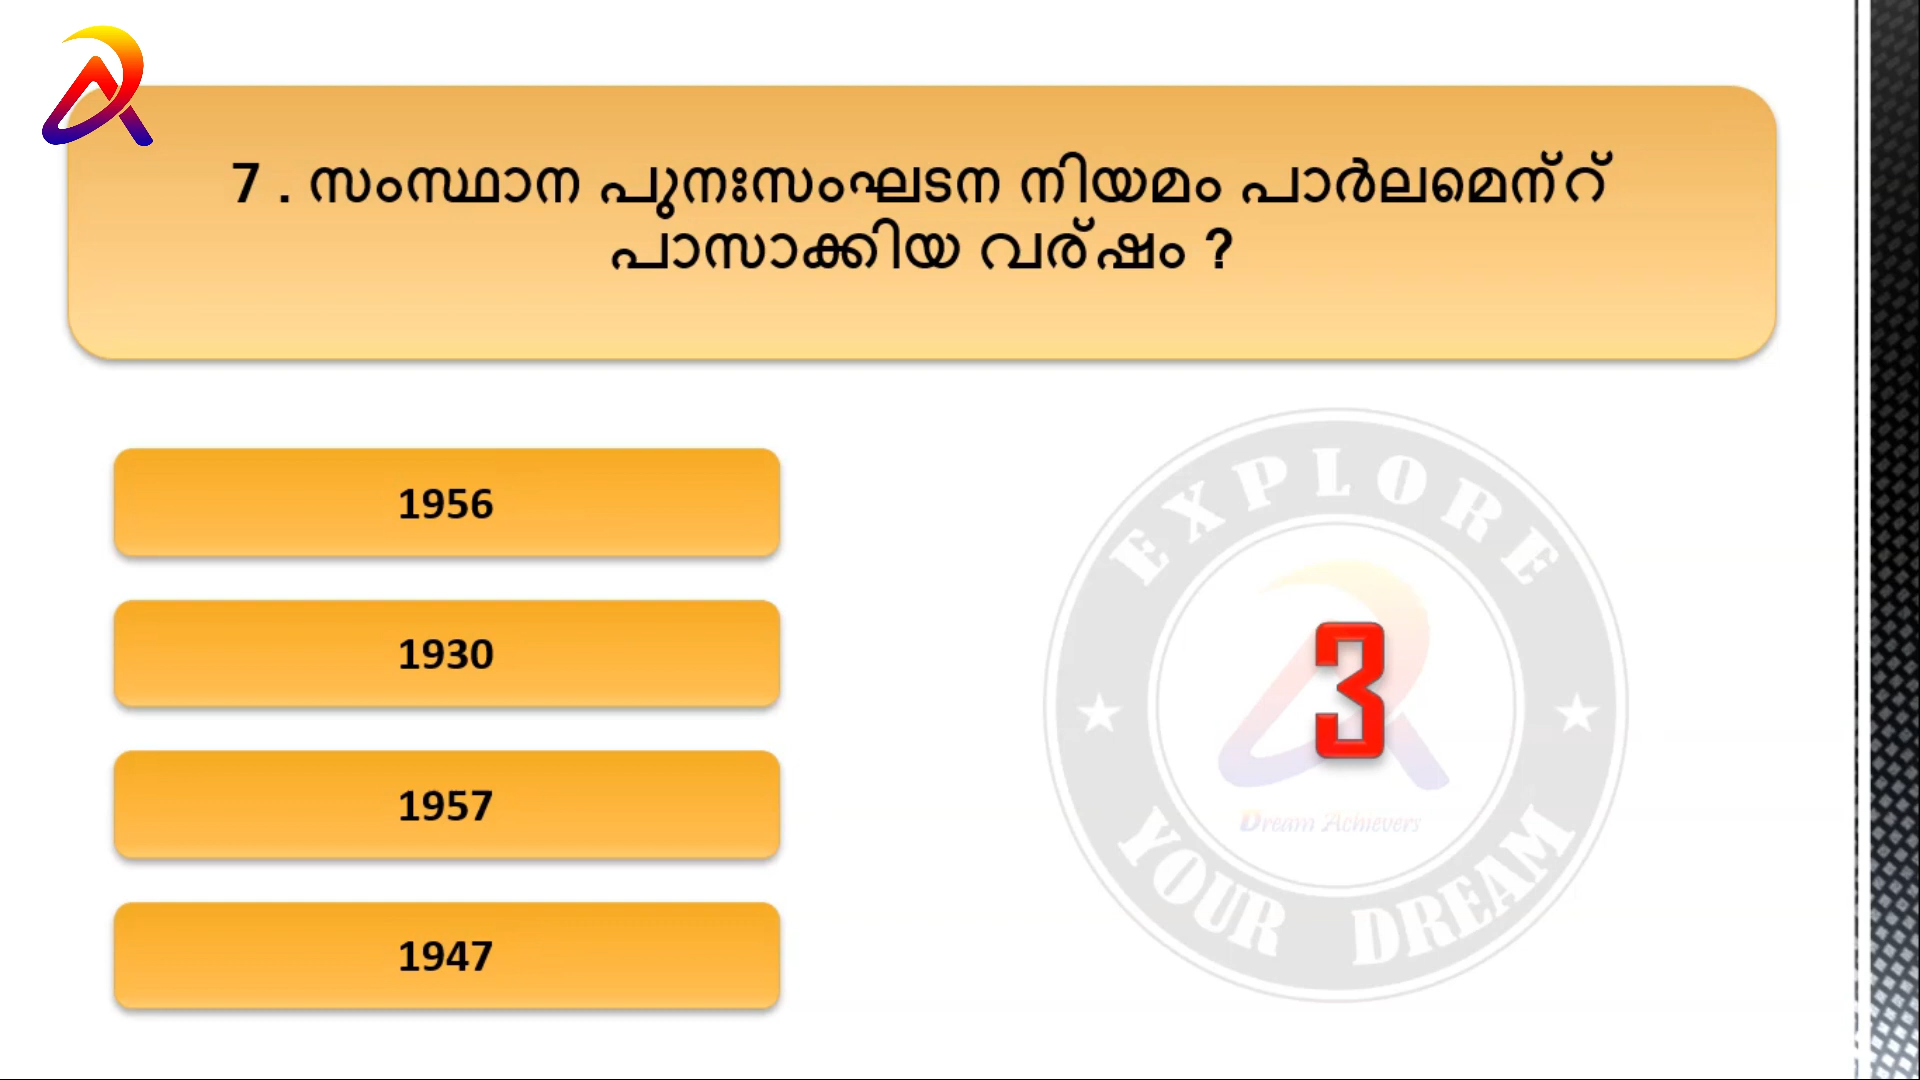 7 . സംസ്ഥാന പുനഃസംഘടന നിയമം പാർലമെന്റ്
പാസാക്കിയ വര്ഷം ?
1956
1930
1957
1947
EXPLORE
3
Dream Achievers
YOUR DREAM